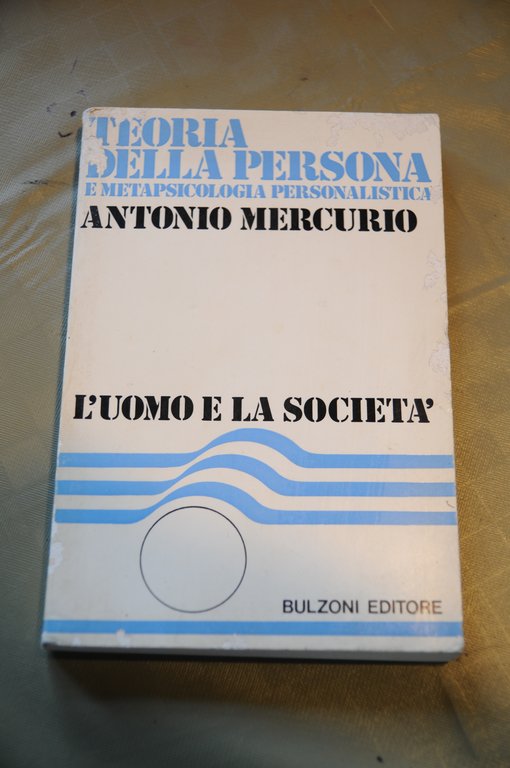 TEORIA
DELLA PERSONA
E METAPSICOLOGIA PERSONALISTICA
ANTONIO MERCURIO
L'UOMO E LA SOCIETA'
BULZONI EDITORE